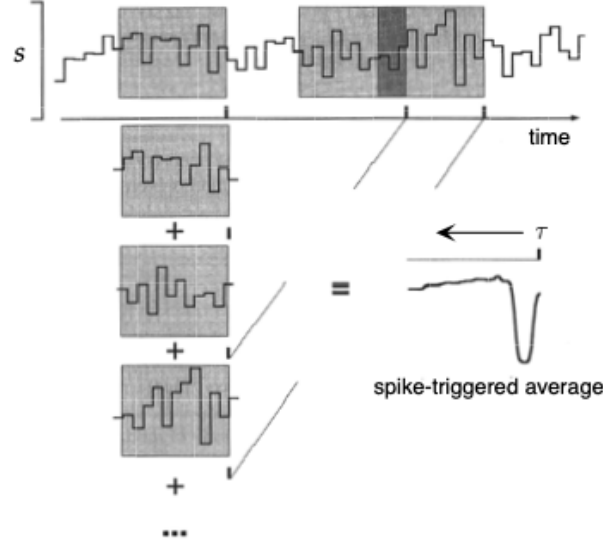 s
time
+
τ
+
=
spike-triggered average
+
...